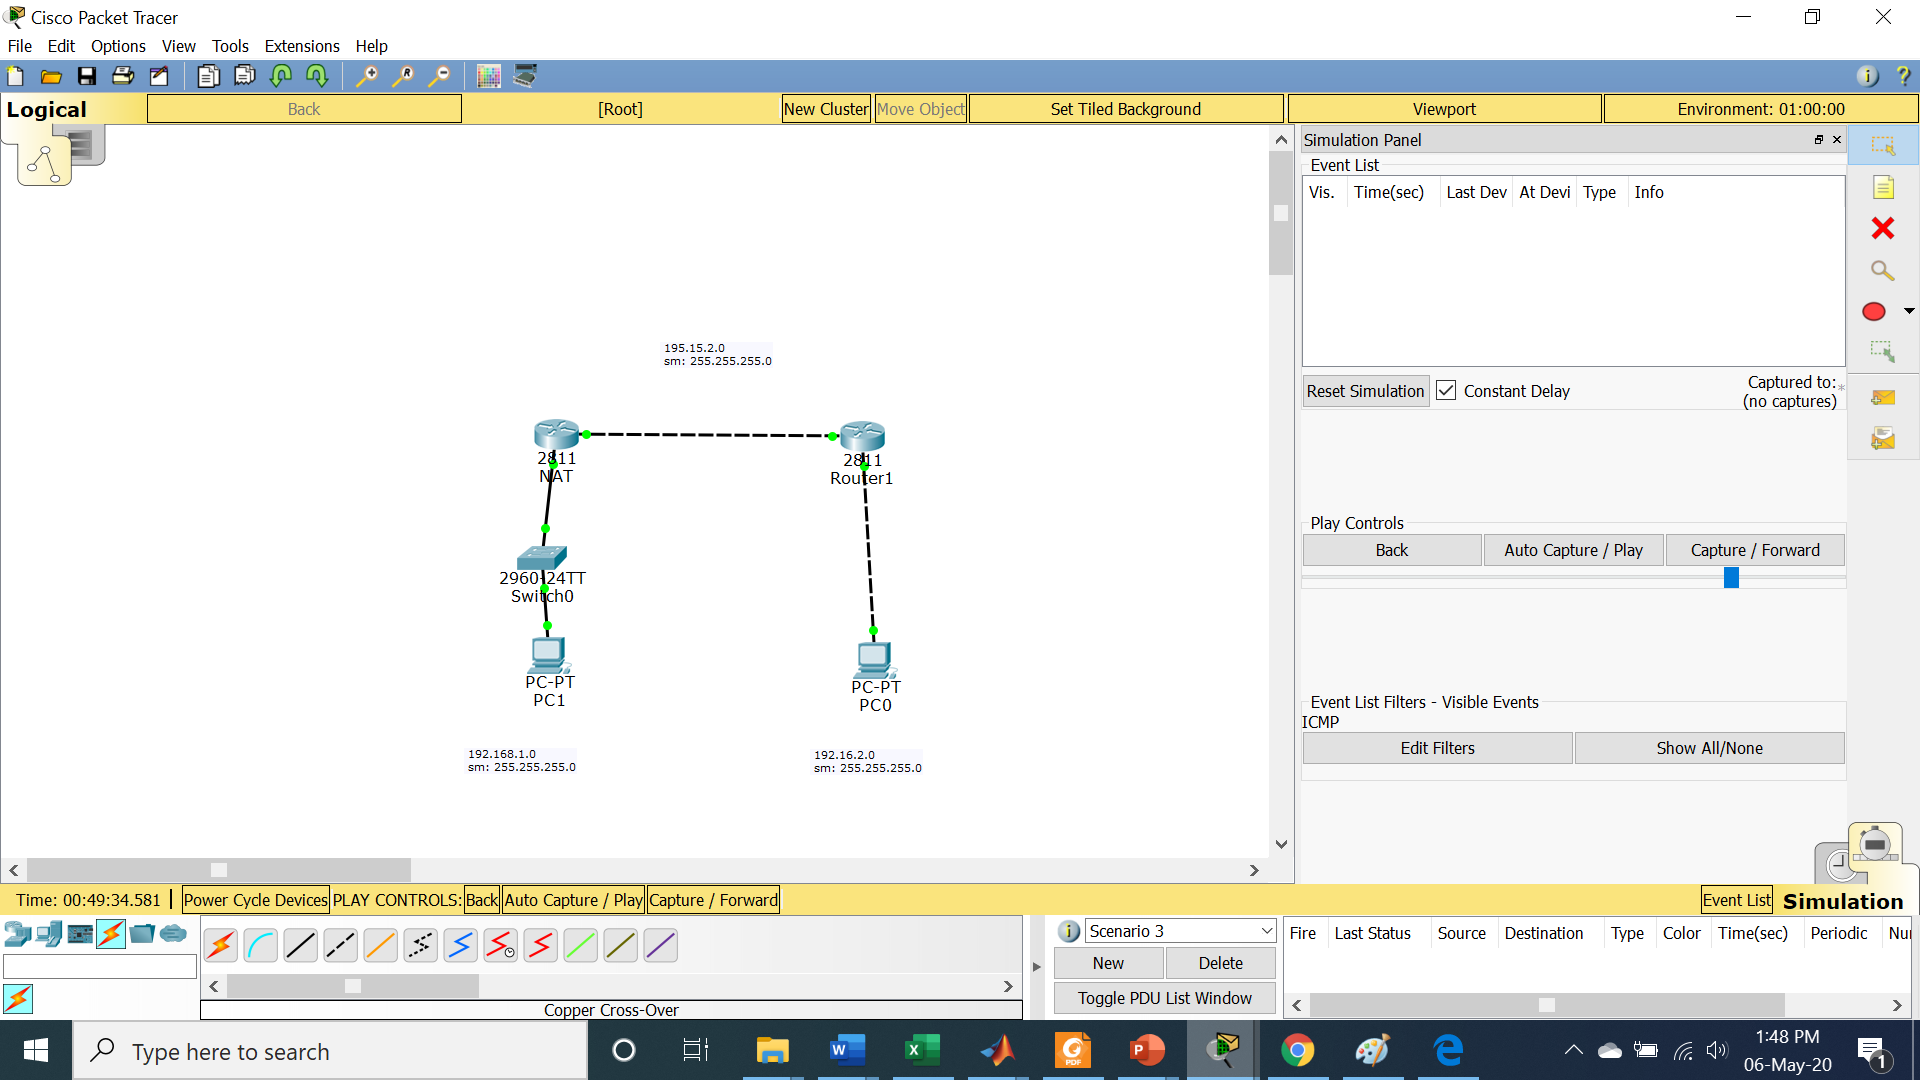 Cisco Packet Tracer
File Edit Options View Tools Extensions Help
Logical Back [Root] New Cluster Move Object Set Tiled Background Viewport Environment: 01:00:00
Simulation Panel
Event List
Vis. Time(sec) Last Dev At Devi Type Info
195.15.2.0
sm: 255.255.255.0
Reset Simulation Constant Delay Captured to:
(no captures)
2811
NAT
2811
Router1
Play Controls
Back Auto Capture / Play Capture / Forward
2960-24TT
Switch0
PC-PT
PC1
PC-PT
PC0
Event List Filters - Visible Events
ICMP
Edit Filters Show All/None
192.168.1.0
sm: 255.255.255.0
192.16.2.0
sm: 255.255.255.0
Time: 00:49:34.581 Power Cycle Devices PLAY CONTROLS: Back Auto Capture / Play Capture / Forward Event List Simulation
Scenario 3
New Delete
Toggle PDU List Window
Fire Last Status Source Destination Type Color Time(sec) Periodic Nu
Copper Cross-Over
Type here to search
1:48 PM
06-May-20
1